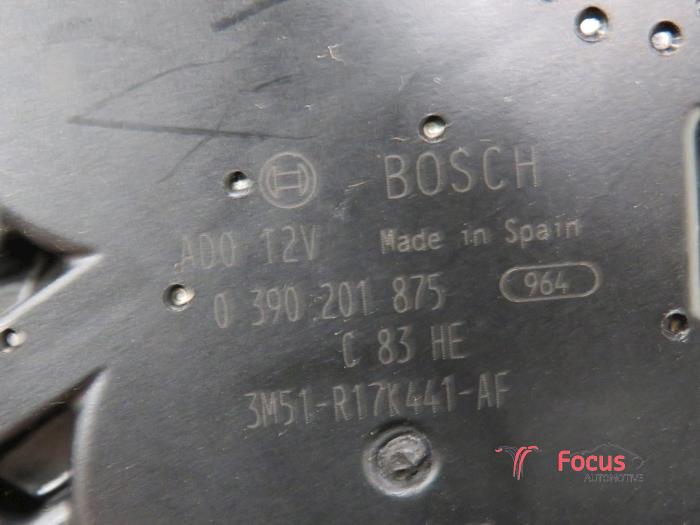 BOSCH
ADO 12V Made in Spain
0 390 201 875 964
C 83 HE
3M51-R17K441-AF
Focus
AUTOMOTIVE